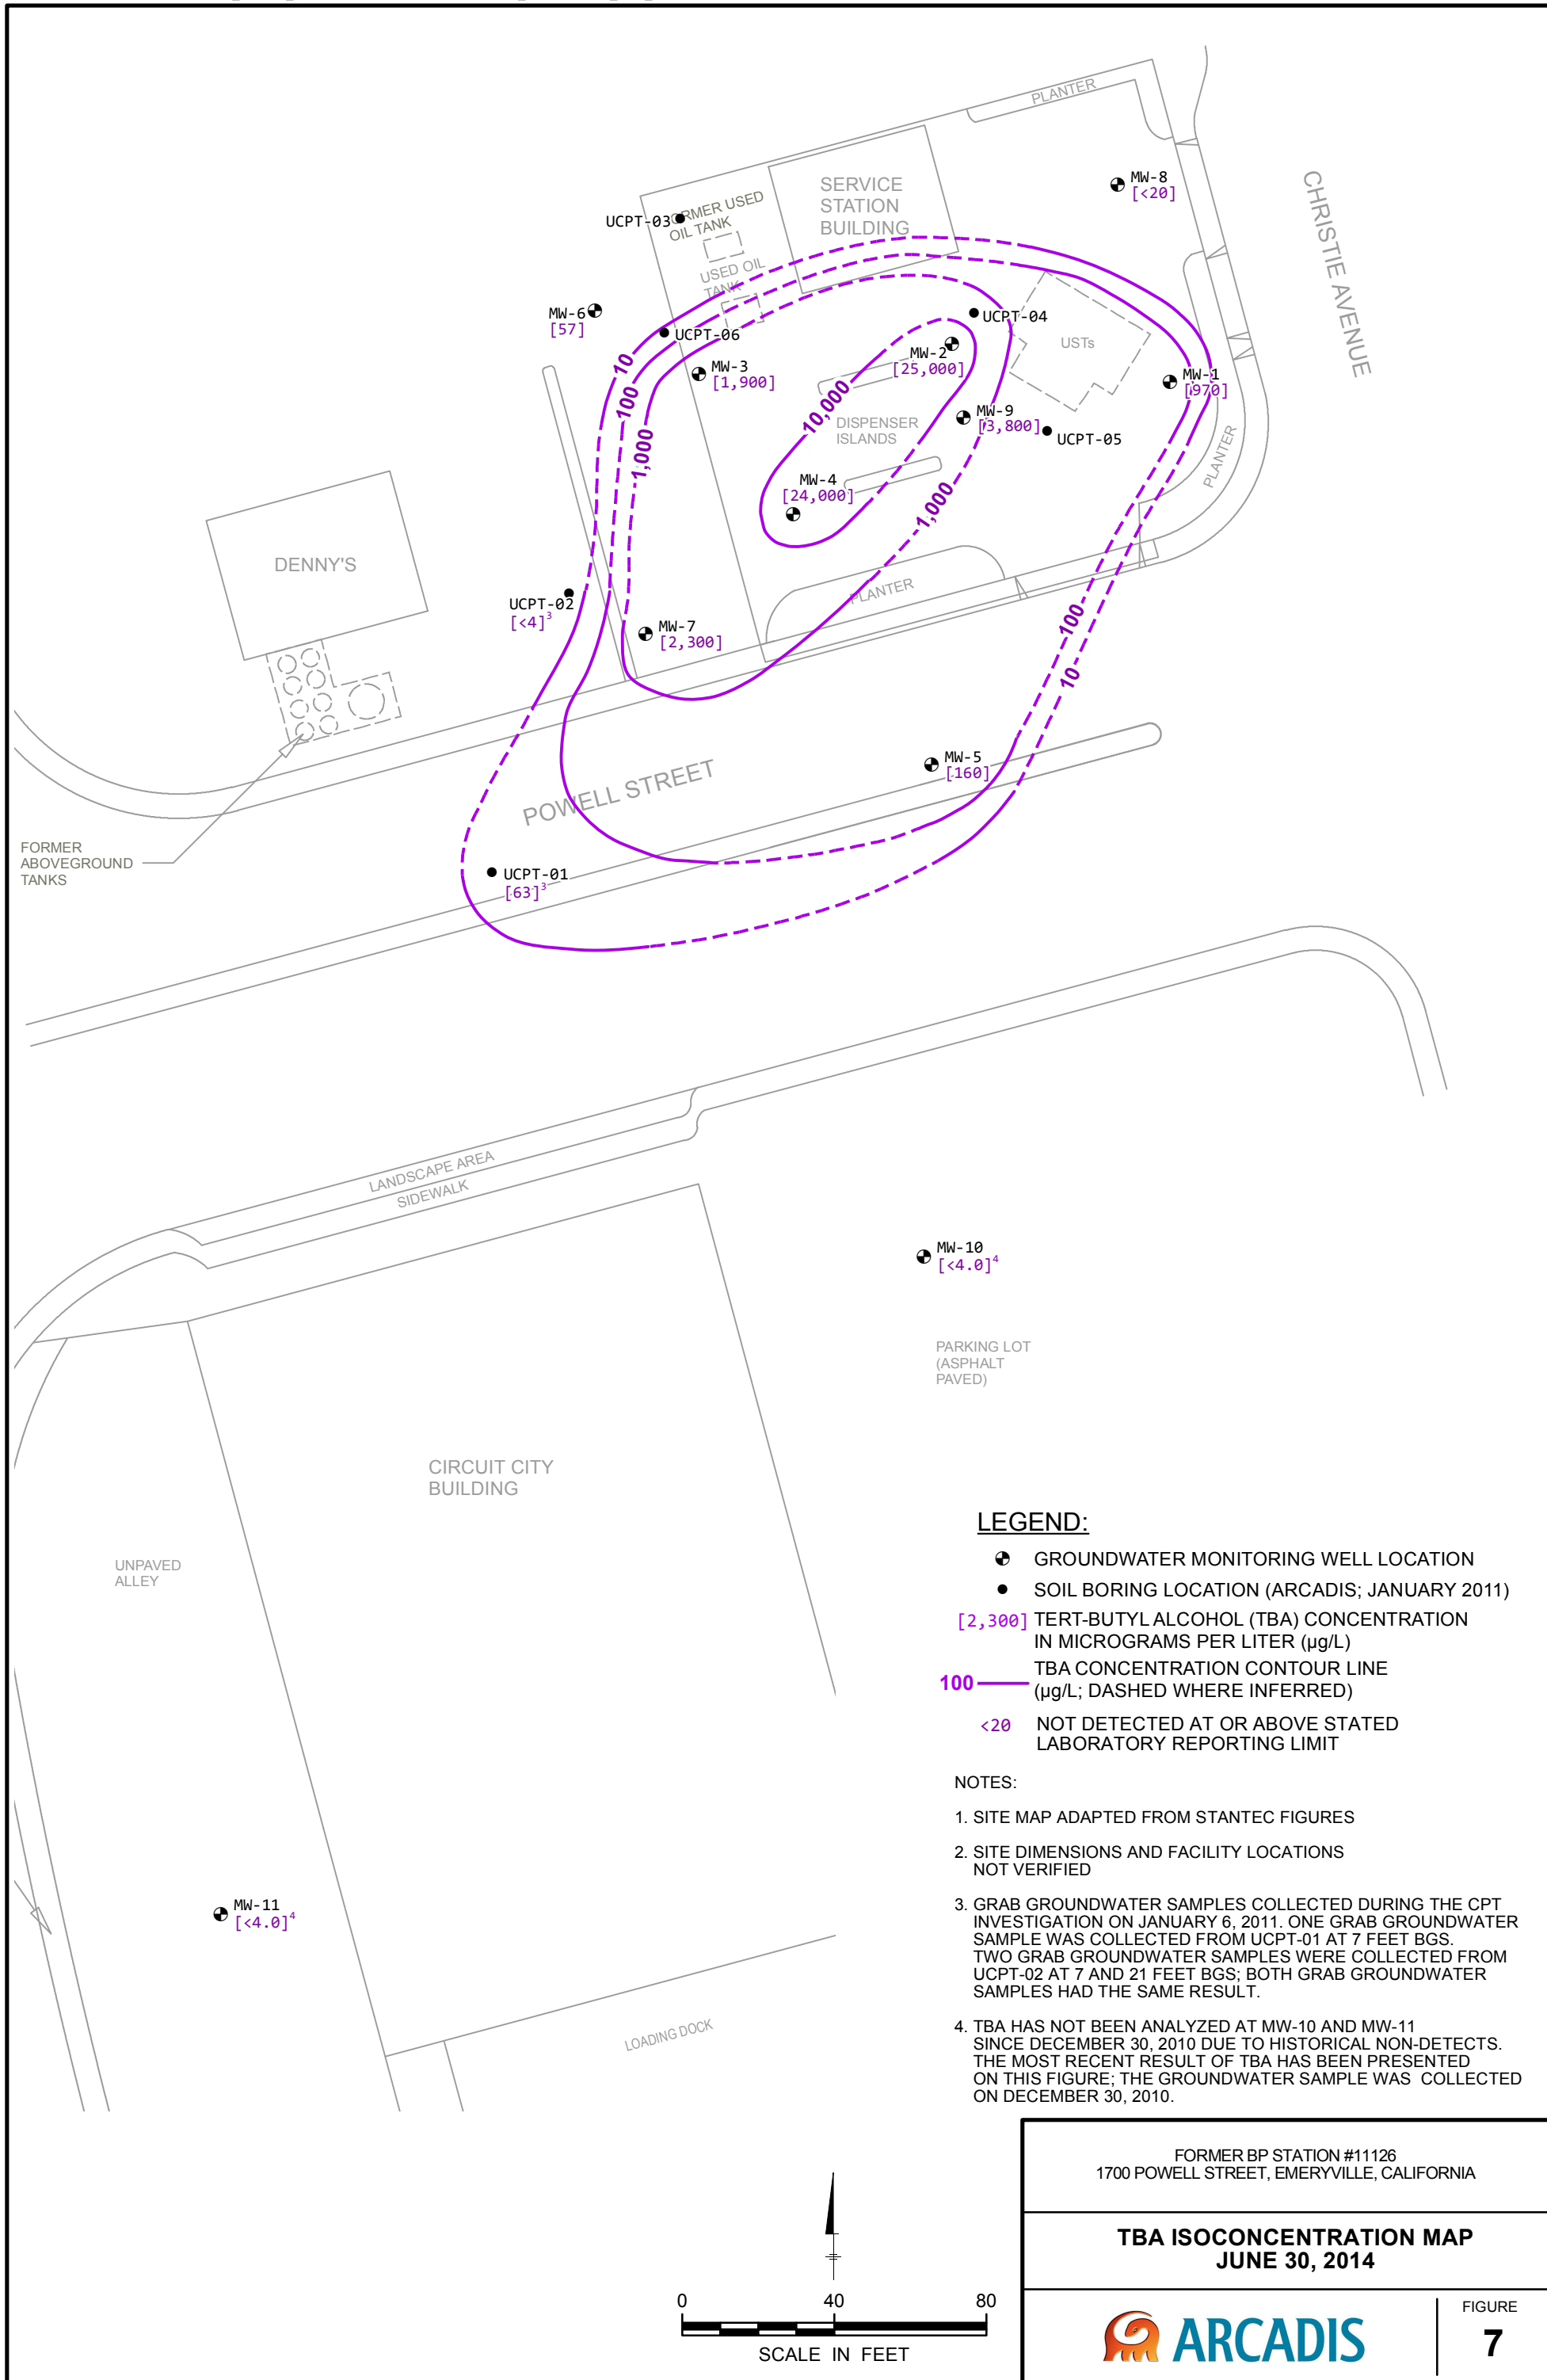 PLANTER
CHRISTIE AVENUE
MW-8
[<20]
SERVICE
STATION
BUILDING
UCPT-03
ORMER USED
OIL TANK
USED OIL
TANK
MW-6
[57]
UCPT-06
UCPT-04
USTs
MW-2
[25,000]
MW-3
[1,900]
MW-1
[970]
10
100
1,000
10,000
MW-9
[3,800]
DISPENSER
ISLANDS
UCPT-05
PLANTER
MW-4
[24,000]
1,000
DENNY'S
UCPT-02
[<4]3
PLANTER
MW-7
[2,300]
100
10
MW-5
[160]
POWELL STREET
FORMER
ABOVEGROUND
TANKS
UCPT-01
[63]3
LANDSCAPE AREA
SIDEWALK
MW-10
[<4.0]4
PARKING LOT
(ASPHALT
PAVED)
CIRCUIT CITY
BUILDING
UNPAVED
ALLEY
MW-11
[<4.0]4
LOADING DOCK
LEGEND:
GROUNDWATER MONITORING WELL LOCATION
SOIL BORING LOCATION (ARCADIS; JANUARY 2011)
[2,300] TERT-BUTYL ALCOHOL (TBA) CONCENTRATION
IN MICROGRAMS PER LITER (µg/L)
TBA CONCENTRATION CONTOUR LINE
100
(µg/L; DASHED WHERE INFERRED)
<20 NOT DETECTED AT OR ABOVE STATED
LABORATORY REPORTING LIMIT
NOTES:
1. SITE MAP ADAPTED FROM STANTEC FIGURES
2. SITE DIMENSIONS AND FACILITY LOCATIONS
NOT VERIFIED
3. GRAB GROUNDWATER SAMPLES COLLECTED DURING THE CPT
INVESTIGATION ON JANUARY 6, 2011. ONE GRAB GROUNDWATER
SAMPLE WAS COLLECTED FROM UCPT-01 AT 7 FEET BGS.
TWO GRAB GROUNDWATER SAMPLES WERE COLLECTED FROM
UCPT-02 AT 7 AND 21 FEET BGS; BOTH GRAB GROUNDWATER
SAMPLES HAD THE SAME RESULT.
4. TBA HAS NOT BEEN ANALYZED AT MW-10 AND MW-11
SINCE DECEMBER 30, 2010 DUE TO HISTORICAL NON-DETECTS.
THE MOST RECENT RESULT OF TBA HAS BEEN PRESENTED
ON THIS FIGURE; THE GROUNDWATER SAMPLE WAS COLLECTED
ON DECEMBER 30, 2010.
FORMER BP STATION #11126
1700 POWELL STREET, EMERYVILLE, CALIFORNIA
TBA ISOCONCENTRATION MAP
JUNE 30, 2014
0 40 80
SCALE IN FEET
ARCADIS
FIGURE
7